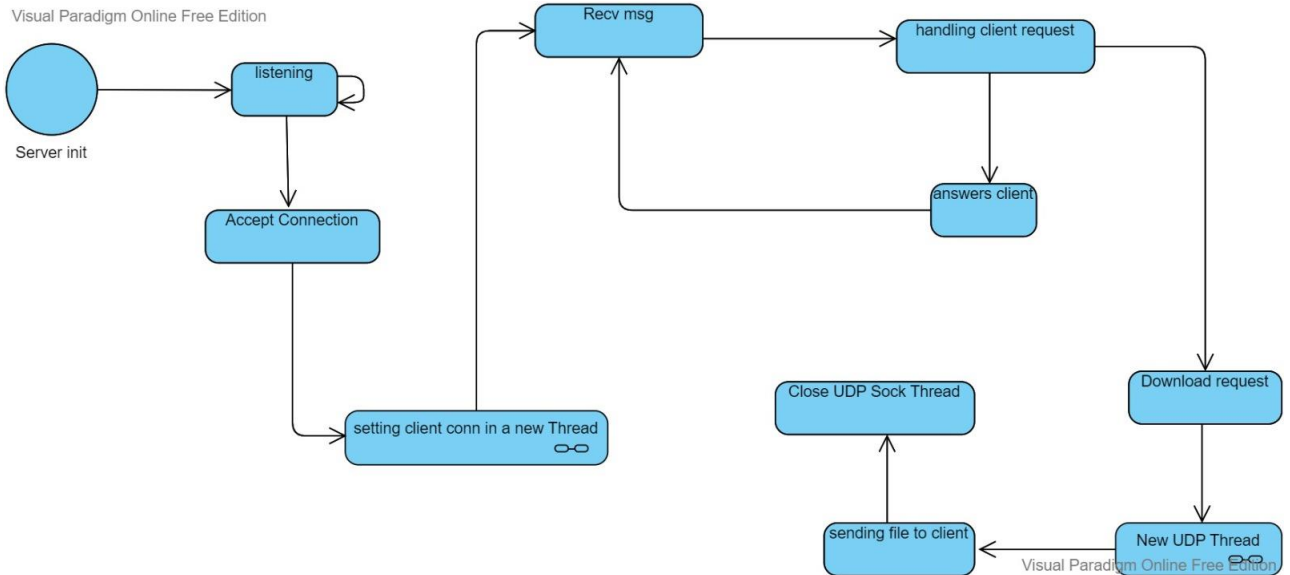 Visual Paradigm Online Free Edition
Recv msg
handling client request
listening
Server init
answers client
Accept Connection
Download request
Close UDP Sock Thread
setting client conn in a new Thread
sending file to client
New UDP Thread
Visual Paradigm Online Free Edition